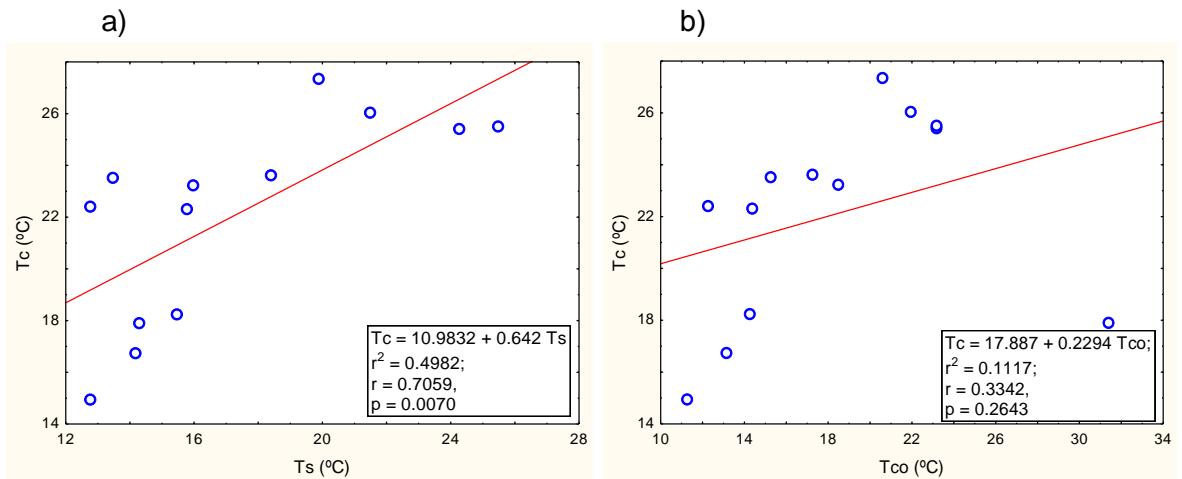 a)
Tc (ºC)
26
22
18
14
12 16 20 24 28
Ts (ºC)
Tc = 10.9832 + 0.642 Ts
r² = 0.4982;
r = 0.7059,
p = 0.0070
b)
Tc (ºC)
26
22
18
14
10 14 18 22 26 30 34
Tco (ºC)
Tc = 17.887 + 0.2294 Tco;
r² = 0.1117;
r = 0.3342,
p = 0.2643